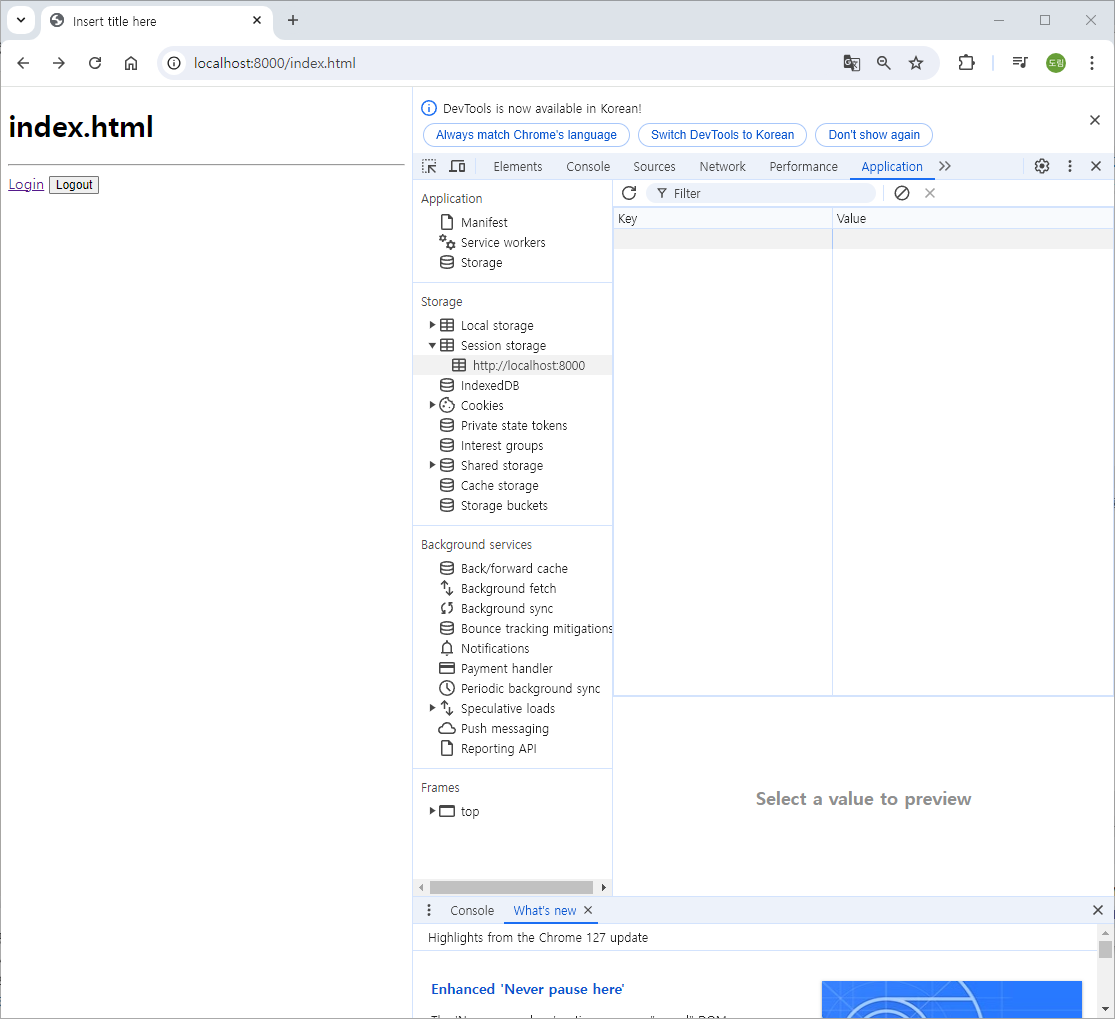 Insert title here
localhost:8000/index.html
도림
index.html
Login Logout
DevTools is now available in Korean!
Always match Chrome's language Switch DevTools to Korean Don't show again
Elements Console Sources Network Performance Application
Filter
Key Value
Application
Manifest
Service workers
Storage
Storage
Local storage
Session storage
http://localhost:8000
IndexedDB
Cookies
Private state tokens
Interest groups
Shared storage
Cache storage
Storage buckets
Background services
Back/forward cache
Background fetch
Background sync
Bounce tracking mitigations
Notifications
Payment handler
Periodic background sync
Speculative loads
Push messaging
Reporting API
Frames
top
Select a value to preview
Console What's new
Highlights from the Chrome 127 update
Enhanced 'Never pause here'